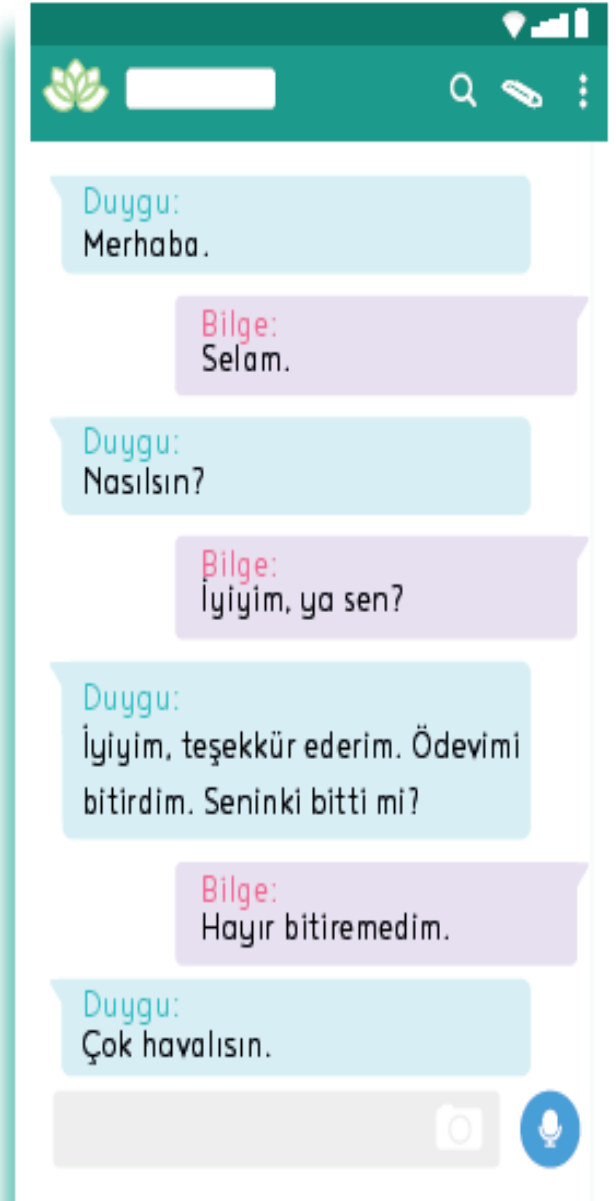 Duygu:
Merhaba.
Bilge:
Selam.
Duygu:
Nasılsın?
Bilge:
İyiyim, ya sen?
Duygu:
İyiyim, teşekkür ederim. Ödevimi
bitirdim. Seninki bitti mi?
Bilge:
Hayır bitiremedim.
Duygu:
Çok havalısın.